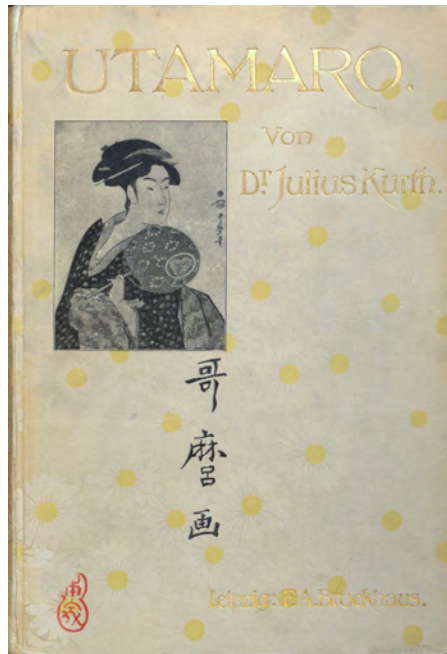 UTAMARO.
Von
Dr Julius Kurth.
哥
麿
画
Leipzig: F. A. Brockhaus.